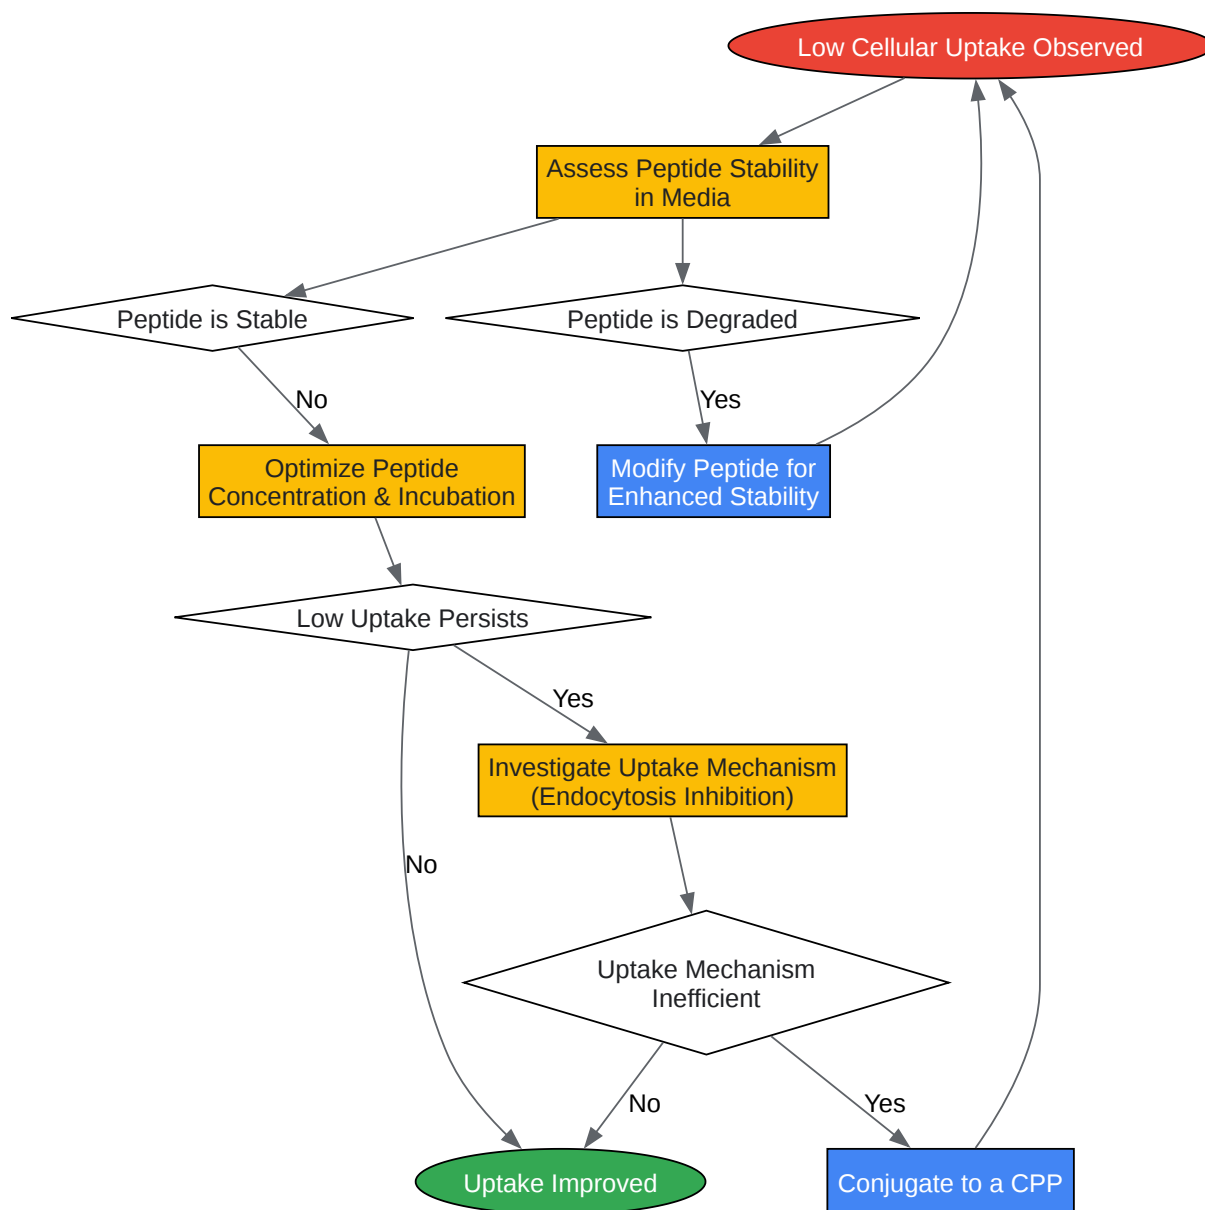 Low Cellular Uptake Observed
Assess Peptide Stability
in Media
Peptide is Stable
Peptide is Degraded
No
Yes
Optimize Peptide
Concentration & Incubation
Modify Peptide for
Enhanced Stability
Low Uptake Persists
Yes
Investigate Uptake Mechanism
(Endocytosis Inhibition)
No
Uptake Mechanism
Inefficient
No
Yes
Uptake Improved
Conjugate to a CPP